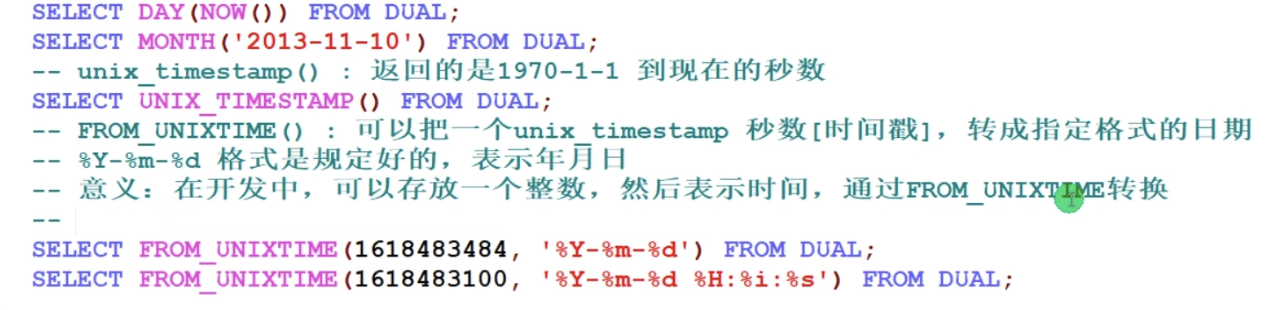 SELECT DAY(NOW()) FROM DUAL;
SELECT MONTH('2013-11-10') FROM DUAL;
-- unix_timestamp() : 返回的是1970-1-1 到现在的秒数
SELECT UNIX_TIMESTAMP() FROM DUAL;
-- FROM_UNIXTIME() : 可以把一个unix_timestamp 秒数[时间戳]，转成指定格式的日期
-- %Y-%m-%d 格式是规定好的，表示年月日
-- 意义：在开发中，可以存放一个整数，然后表示时间，通过FROM_UNIXTIME转换
--
SELECT FROM_UNIXTIME(1618483484, '%Y-%m-%d') FROM DUAL;
SELECT FROM_UNIXTIME(1618483100, '%Y-%m-%d %H:%i:%s') FROM DUAL;